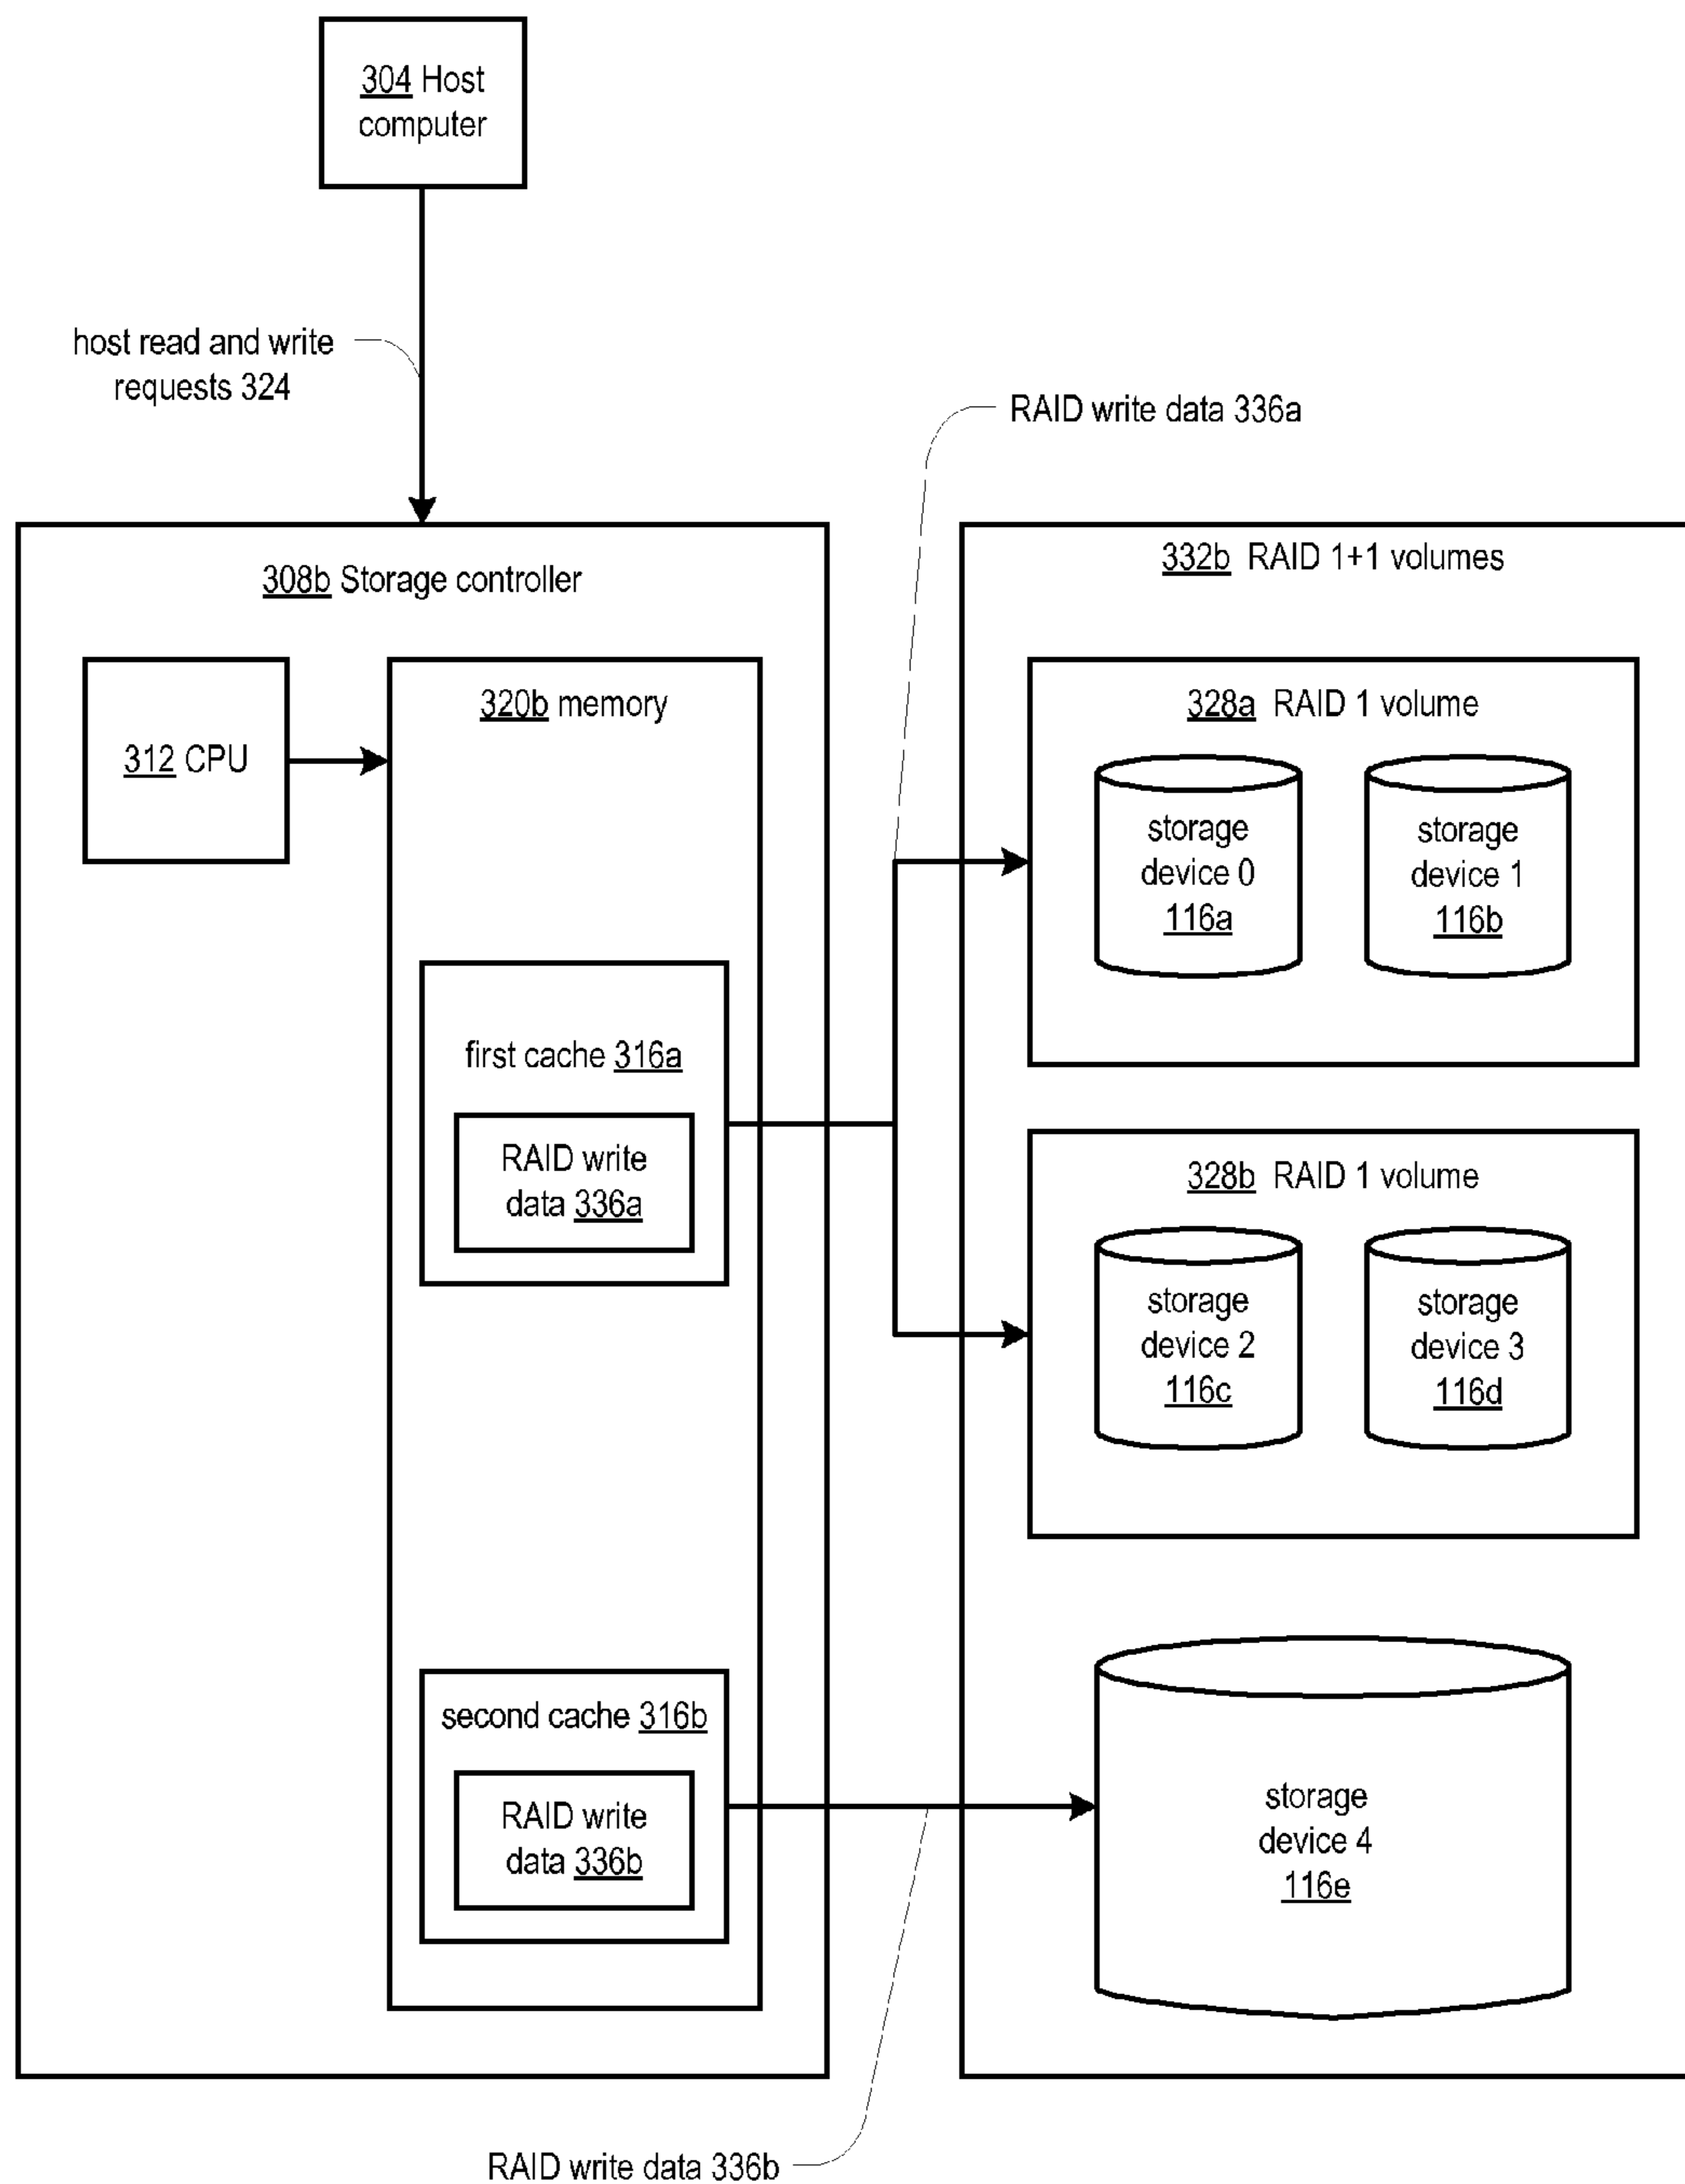 304 Host
computer
host read and write
requests 324
RAID write data 336a
308b Storage controller
332b RAID 1+1 volumes
312 CPU
320b memory
328a RAID 1 volume
storage
device 0
116a
storage
device 1
116b
first cache 316a
RAID write
data 336a
328b RAID 1 volume
storage
device 2
116c
storage
device 3
116d
second cache 316b
RAID write
data 336b
storage
device 4
116e
RAID write data 336b